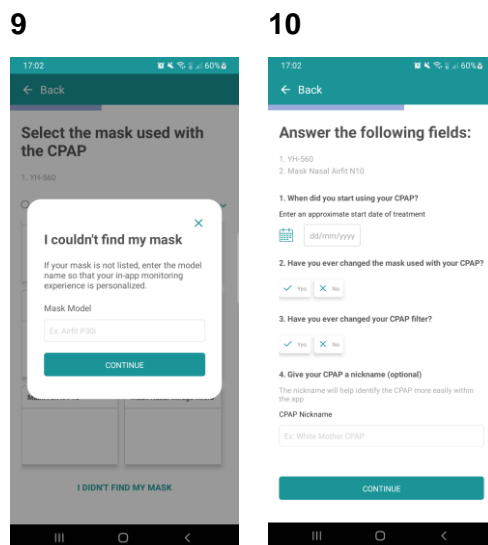 9
10
17:02
60%
← Back
Select the mask used with
the CPAP
1. YH-560
I couldn't find my mask
If your mask is not listed, enter the model
name so that your in-app monitoring
experience is personalized.
Mask Model
Ex: Airfit P30i
CONTINUE
I DIDN'T FIND MY MASK
17:02
60%
← Back
Answer the following fields:
1. YH-560
2. Mask Nasal Airfit N10
1. When did you start using your CPAP?
Enter an approximate start date of treatment
dd/mm/yyyy
2. Have you ever changed the mask used with your CPAP?
Yes No
3. Have you ever changed your CPAP filter?
Yes No
4. Give your CPAP a nickname (optional)
The nickname will help identify the CPAP more easily within
the app
CPAP Nickname
Ex: White Mother CPAP
CONTINUE